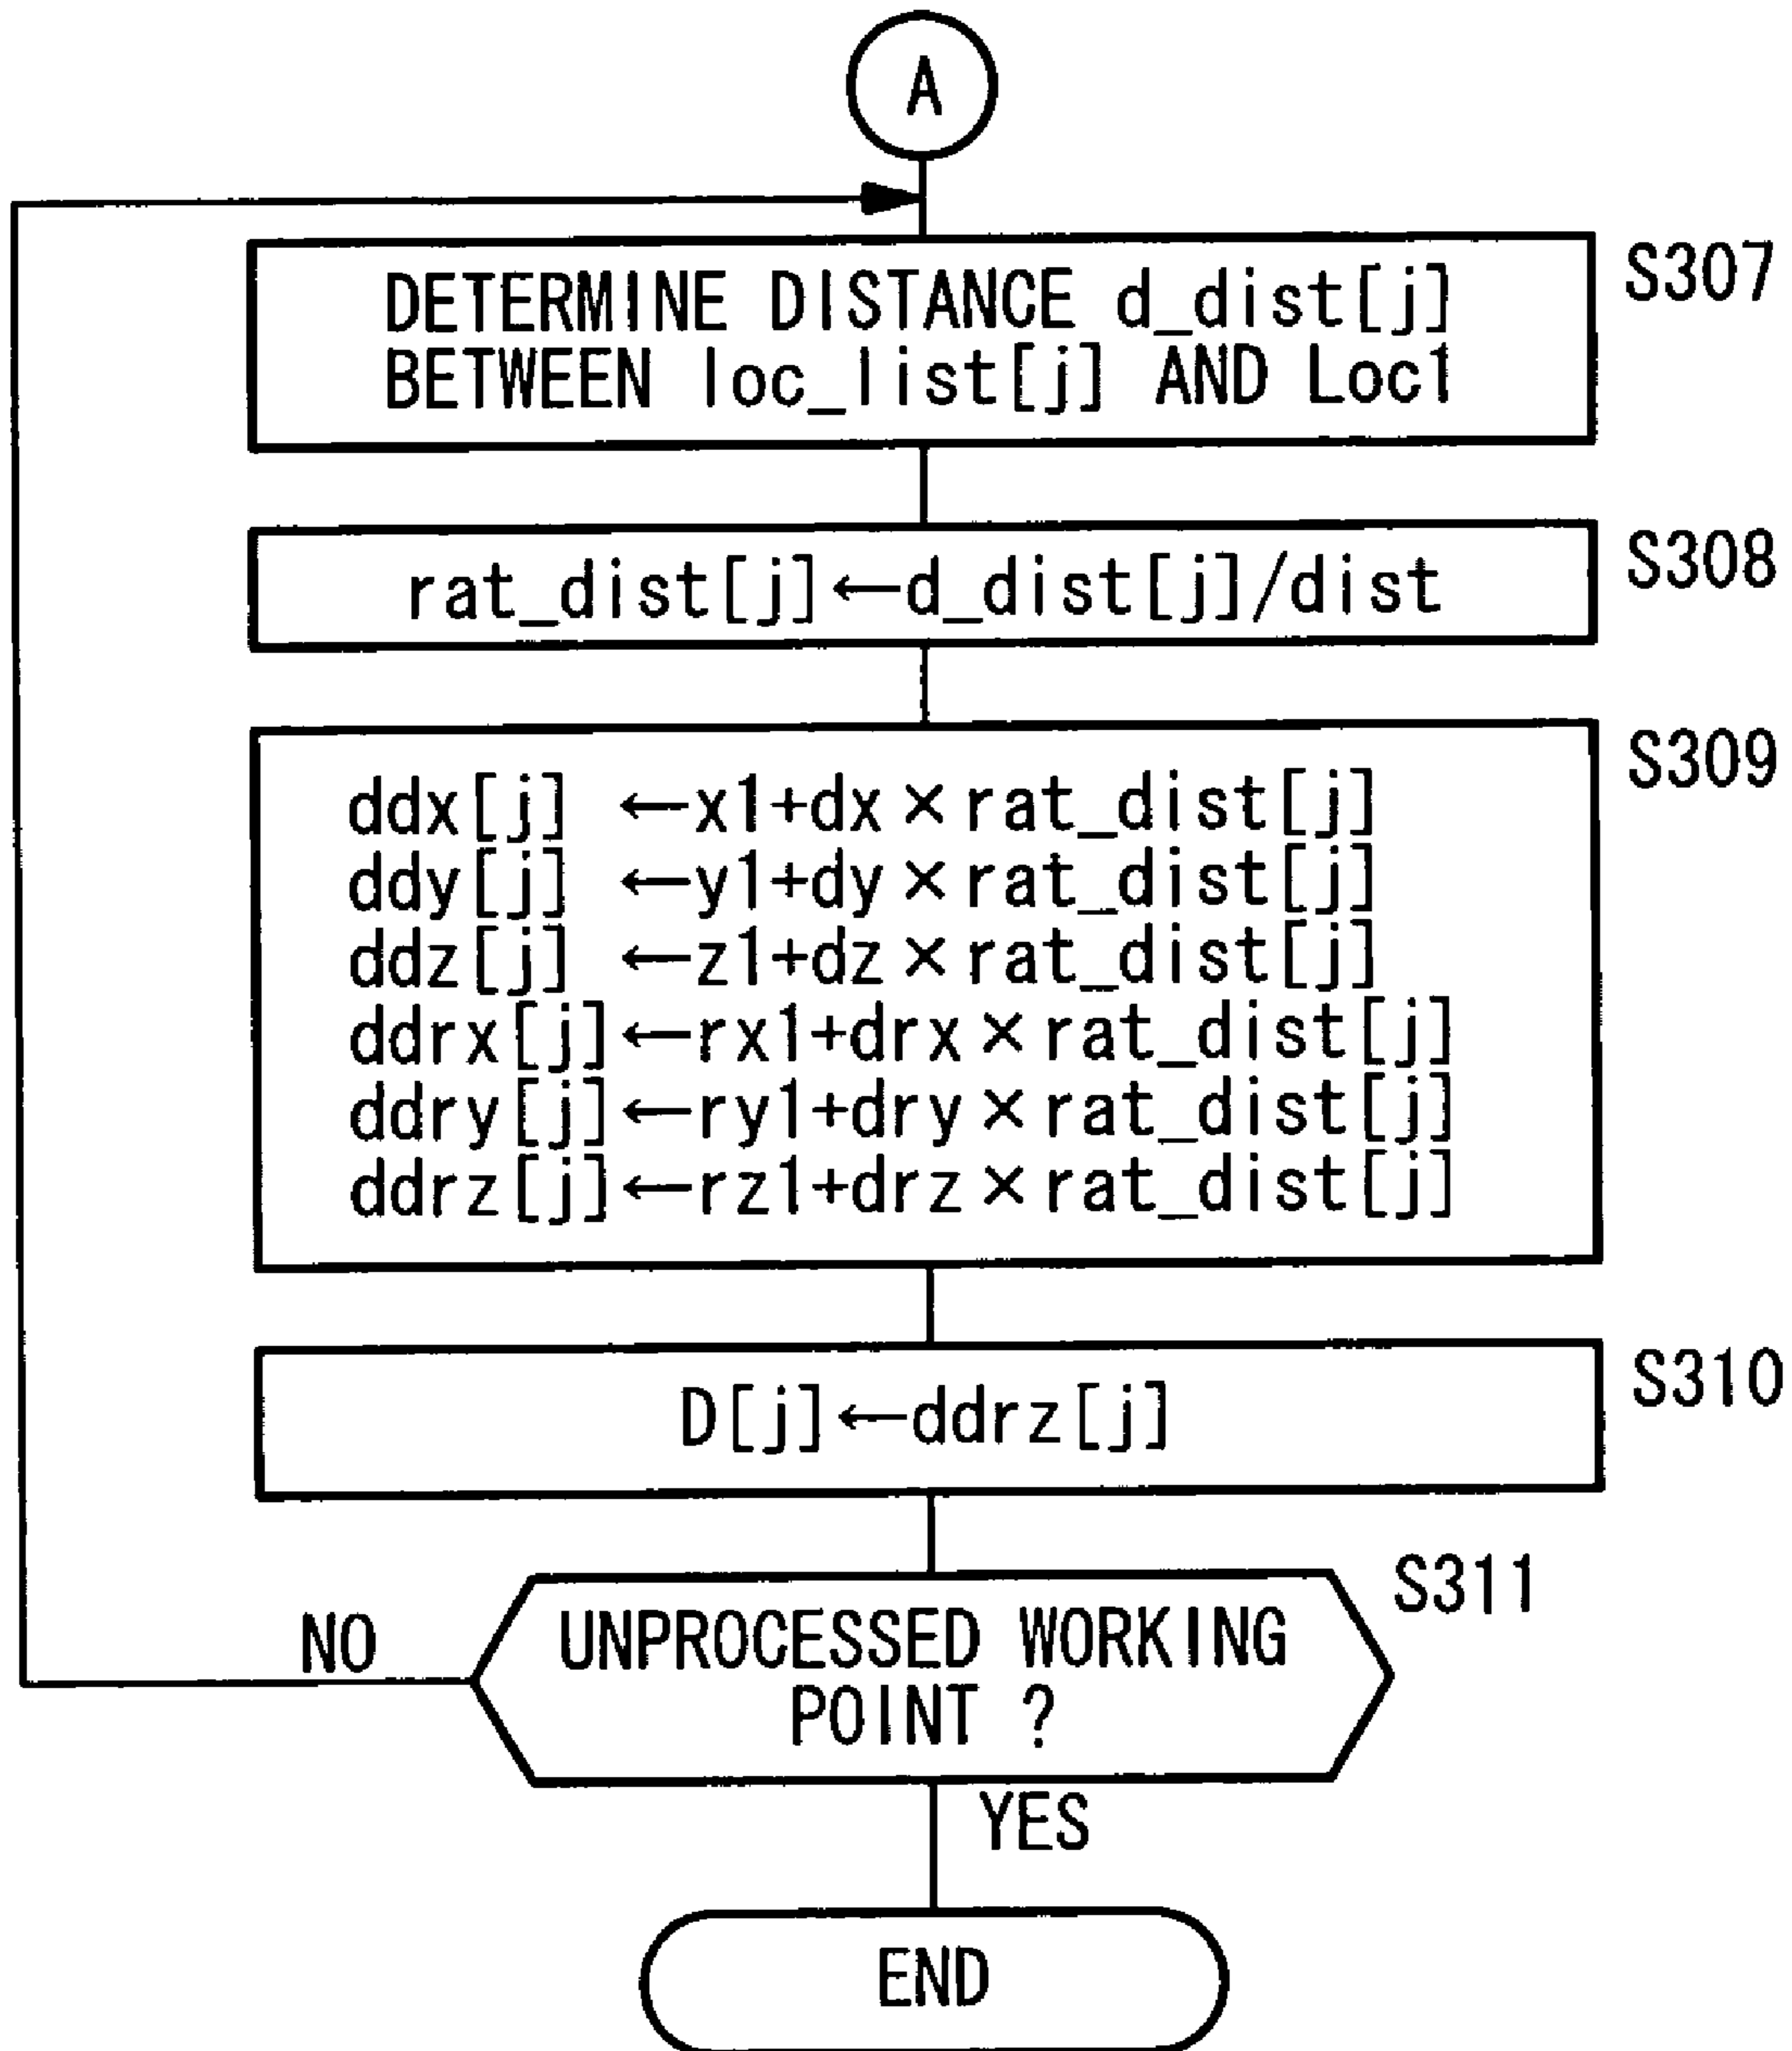 A
DETERMINE DISTANCE d_dist[j]
BETWEEN loc_list[j] AND Loc1
S307
rat_dist[j]←d_dist[j]/dist
S308
S309
ddx[j] ←x1+dx×rat_dist[j]
ddy[j] ←y1+dy×rat_dist[j]
ddz[j] ←z1+dz×rat_dist[j]
ddrx[j]←rx1+drx×rat_dist[j]
ddry[j]←ry1+dry×rat_dist[j]
ddrz[j]←rz1+drz×rat_dist[j]
D[j]←ddrz[j]
S310
S311
NO
UNPROCESSED WORKING
POINT ?
YES
END